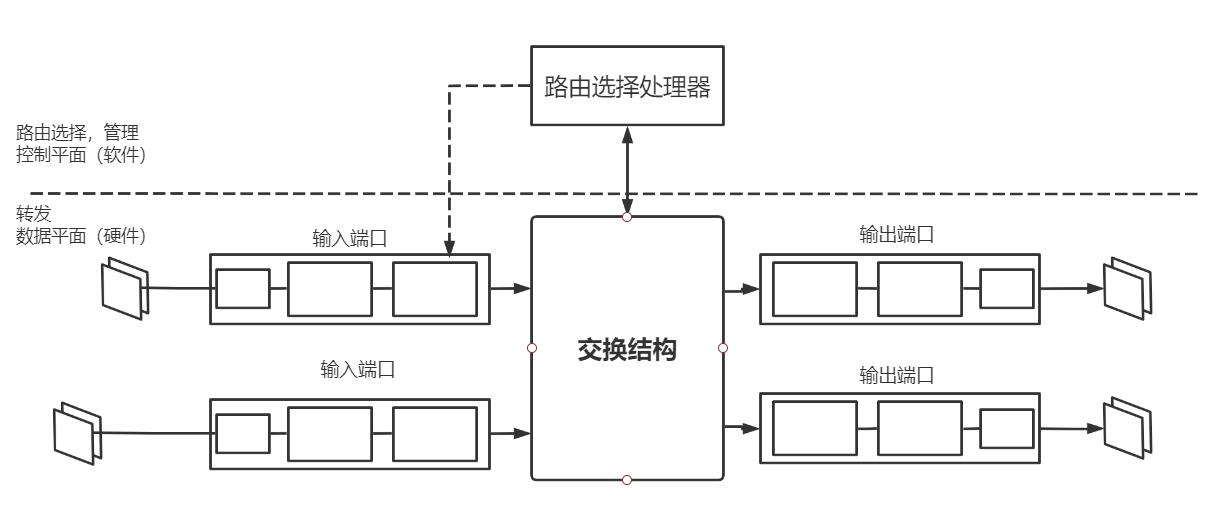 路由选择处理器
路由选择，管理
控制平面（软件）
转发
数据平面（硬件）
输入端口
输出端口
交换结构
输入端口
输出端口